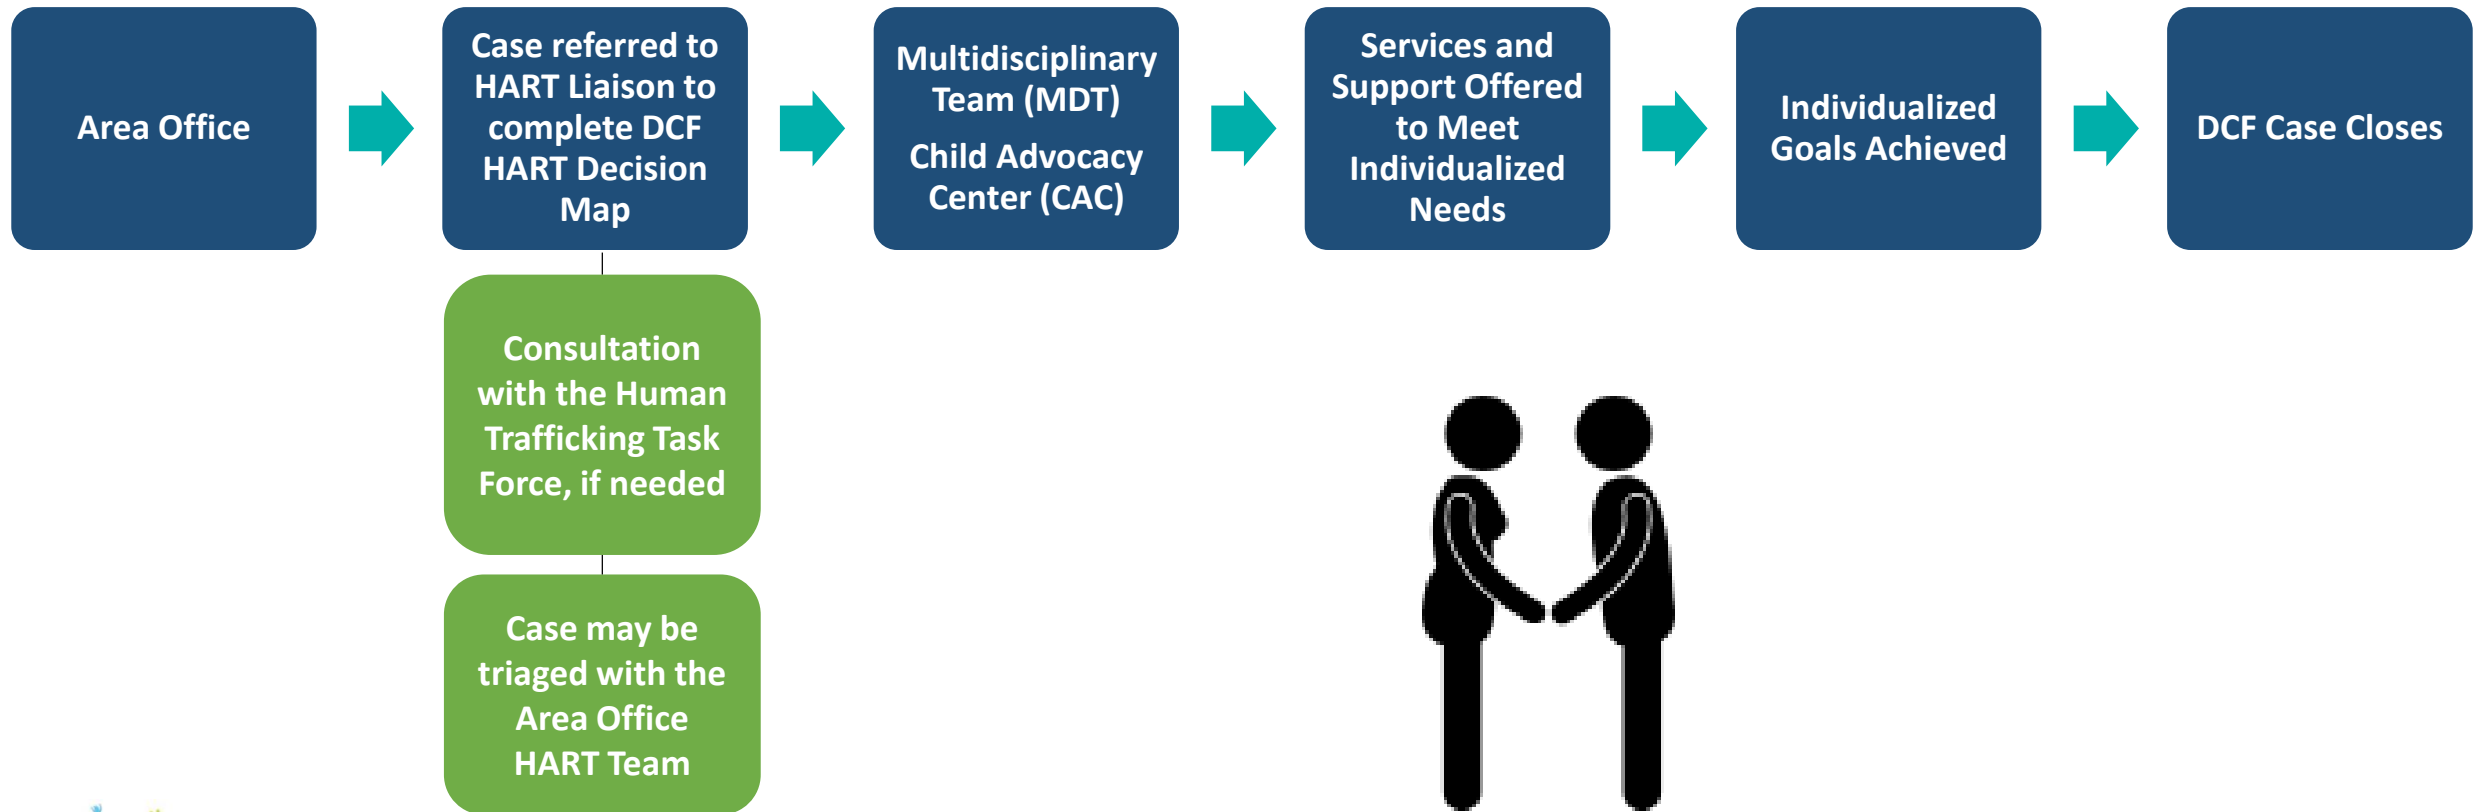 Area Office
Case referred to
HART Liaison to
complete DCF
HART Decision
Map
Multidisciplinary
Team (MDT)
Child Advocacy
Center (CAC)
Services and
Support Offered
to Meet
Individualized
Needs
Individualized
Goals Achieved
DCF Case Closes
Consultation
with the Human
Trafficking Task
Force, if needed
Case may be
triaged with the
Area Office
HART Team